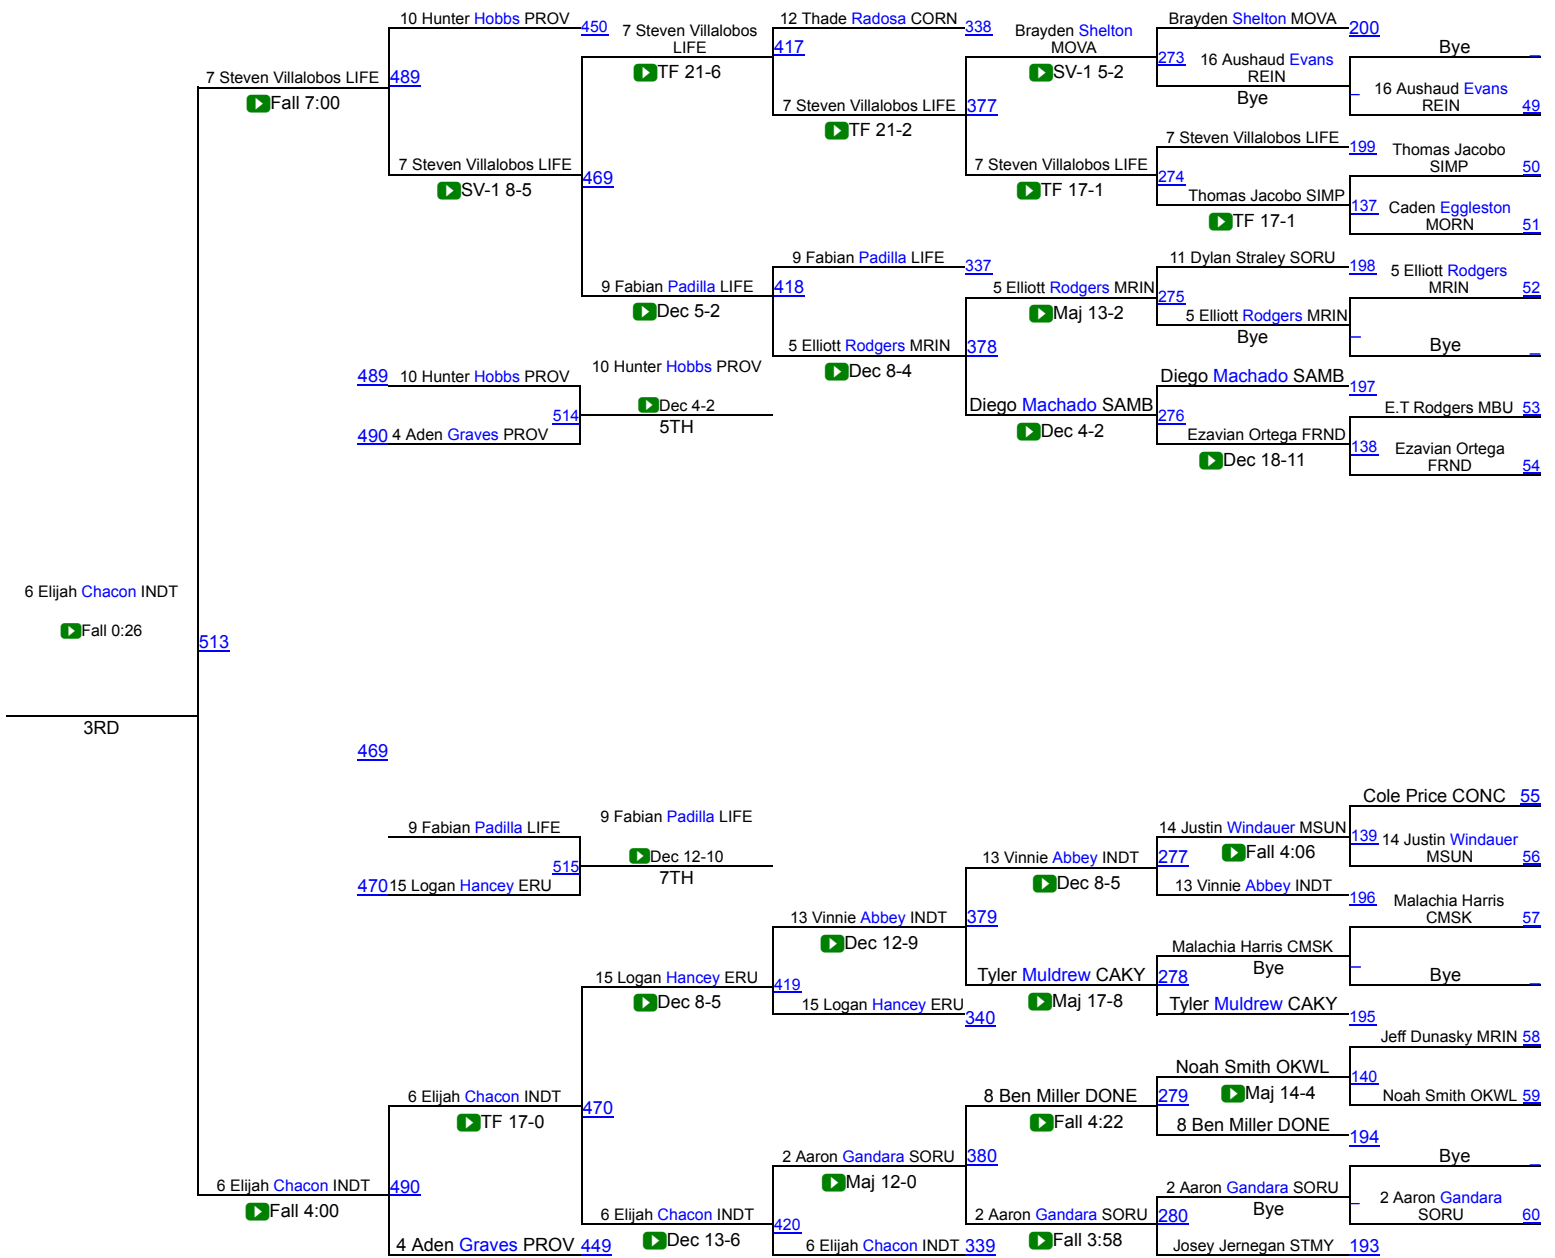 10 Hunter Hobbs PROV
450
7 Steven Villalobos
LIFE
TF 21-6
12 Thade Radosa CORN
338
417
Brayden Shelton
MOVA
SV-1 5-2
Brayden Shelton MOVA
200
273
16 Aushaud Evans
REIN
Bye
Bye
_
_
16 Aushaud Evans
REIN
49
7 Steven Villalobos LIFE
Fall 7:00
489
7 Steven Villalobos LIFE
TF 21-2
377
7 Steven Villalobos LIFE
SV-1 8-5
469
7 Steven Villalobos LIFE
TF 17-1
7 Steven Villalobos LIFE
199
274
Thomas Jacobo SIMP
TF 17-1
Thomas Jacobo
SIMP
50
137
Caden Eggleston
MORN
51
9 Fabian Padilla LIFE
337
9 Fabian Padilla LIFE
Dec 5-2
418
5 Elliott Rodgers MRIN
Maj 13-2
11 Dylan Straley SORU
198
275
5 Elliott Rodgers MRIN
Bye
5 Elliott Rodgers
MRIN
52
_
Bye
_
5 Elliott Rodgers MRIN
Dec 8-4
378
489
10 Hunter Hobbs PROV
10 Hunter Hobbs PROV
Dec 4-2
5TH
514
490
4 Aden Graves PROV
Diego Machado SAMB
Dec 4-2
Diego Machado SAMB
197
276
Ezavian Ortega FRND
Dec 18-11
E.T Rodgers MBU
53
138
Ezavian Ortega
FRND
54
6 Elijah Chacon INDT
Fall 0:26
513
3RD
469
9 Fabian Padilla LIFE
9 Fabian Padilla LIFE
Dec 12-10
7TH
515
470
15 Logan Hancey ERU
Cole Price CONC
55
14 Justin Windauer MSUN
Fall 4:06
139
14 Justin Windauer
MSUN
56
13 Vinnie Abbey INDT
Dec 8-5
277
13 Vinnie Abbey INDT
196
Malachia Harris
CMSK
57
13 Vinnie Abbey INDT
Dec 12-9
379
Malachia Harris CMSK
Bye
_
Bye
_
Tyler Muldrew CAKY
Maj 17-8
278
Tyler Muldrew CAKY
195
15 Logan Hancey ERU
Dec 8-5
419
15 Logan Hancey ERU
340
Jeff Dunasky MRIN
58
Noah Smith OKWL
Maj 14-4
140
Noah Smith OKWL
59
6 Elijah Chacon INDT
TF 17-0
470
8 Ben Miller DONE
Fall 4:22
279
8 Ben Miller DONE
194
2 Aaron Gandara SORU
Maj 12-0
380
Bye
_
2 Aaron Gandara SORU
Bye
_
2 Aaron Gandara
SORU
60
6 Elijah Chacon INDT
Fall 4:00
490
6 Elijah Chacon INDT
Dec 13-6
420
2 Aaron Gandara SORU
Fall 3:58
280
4 Aden Graves PROV
449
6 Elijah Chacon INDT
339
Josey Jernegan STMY
193